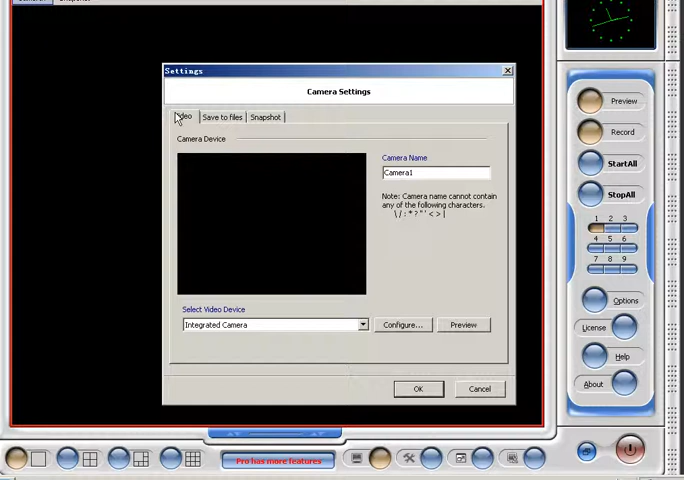 Settings
Camera Settings
Save to files
Snapshot
Camera Device
Camera Name
Camera1
Note: Camera name cannot contain
any of the following characters.
\ / : * ? " ' < > |
Select Video Device
Integrated Camera
Configure...
Preview
OK
Cancel
Preview
Record
StartAll
StopAll
1 2 3
4 5 6
7 8 9
Options
License
Help
About
Pro has more features